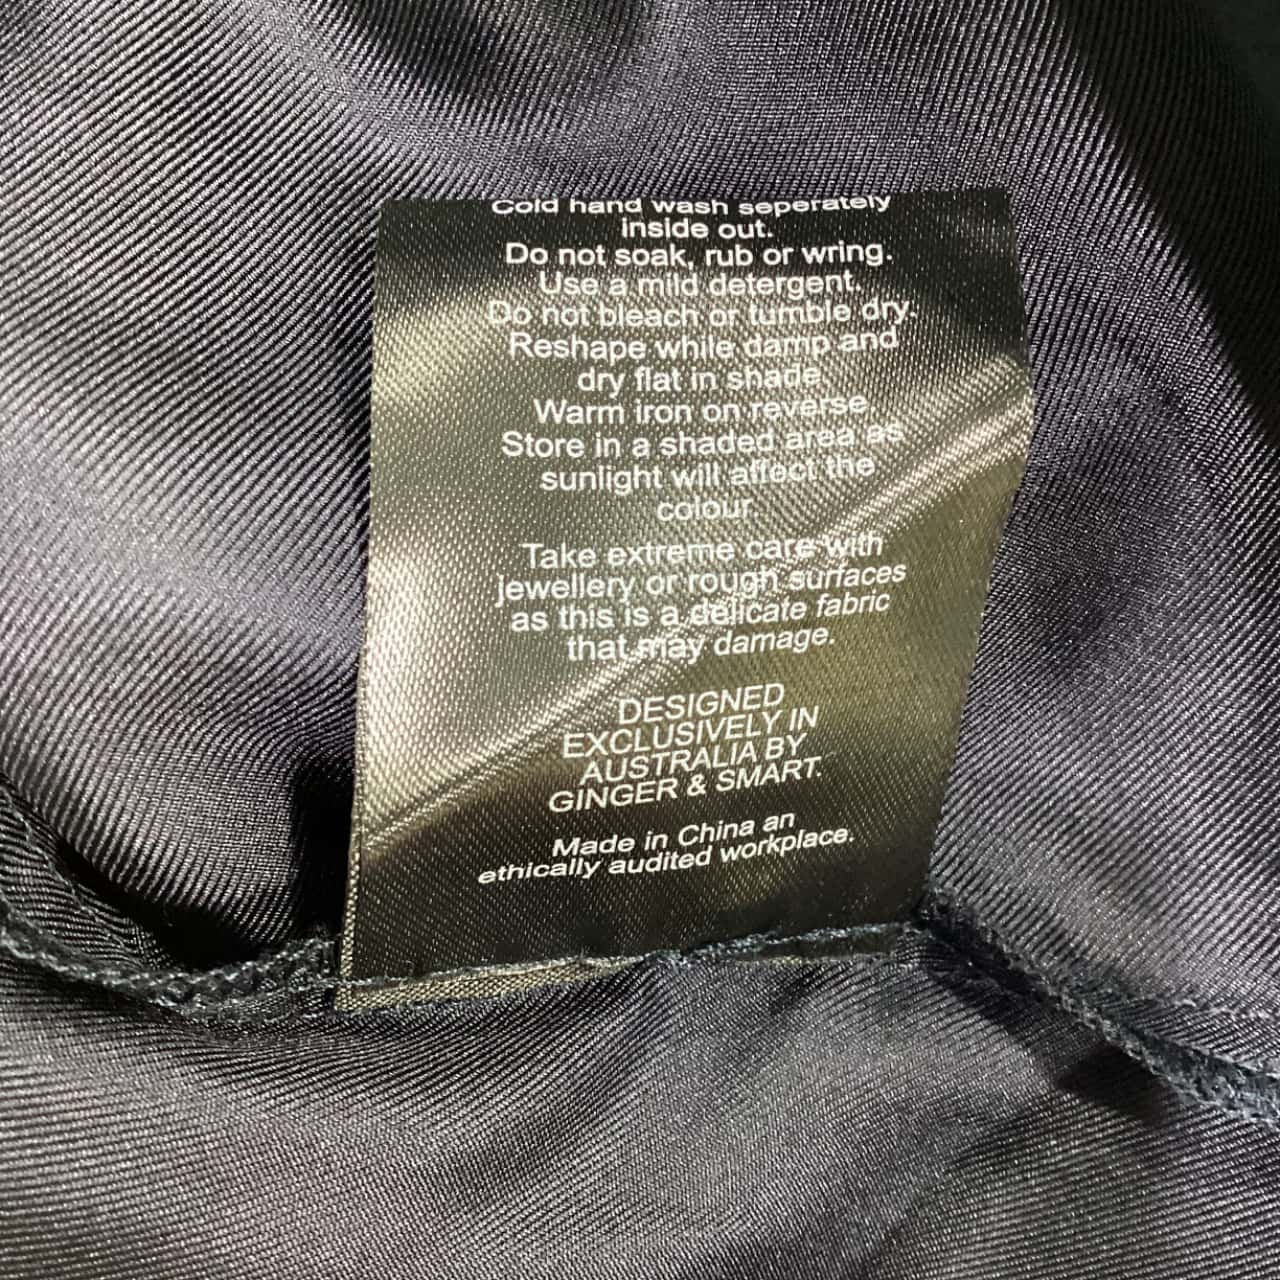 Cold hand wash seperately
inside out.
Do not soak, rub or wring.
Use a mild detergent.
Do not bleach or tumble dry.
Reshape while damp and
dry flat in shade
Warm iron on reverse
Store in a shaded area as
sunlight will affect the
colour
Take extreme care with
jewellery or rough surfaces
as this is a delicate fabric
that may damage.
DESIGNED
EXCLUSIVELY IN
AUSTRALIA BY
GINGER & SMART.
Made in China an
ethically audited workplace.